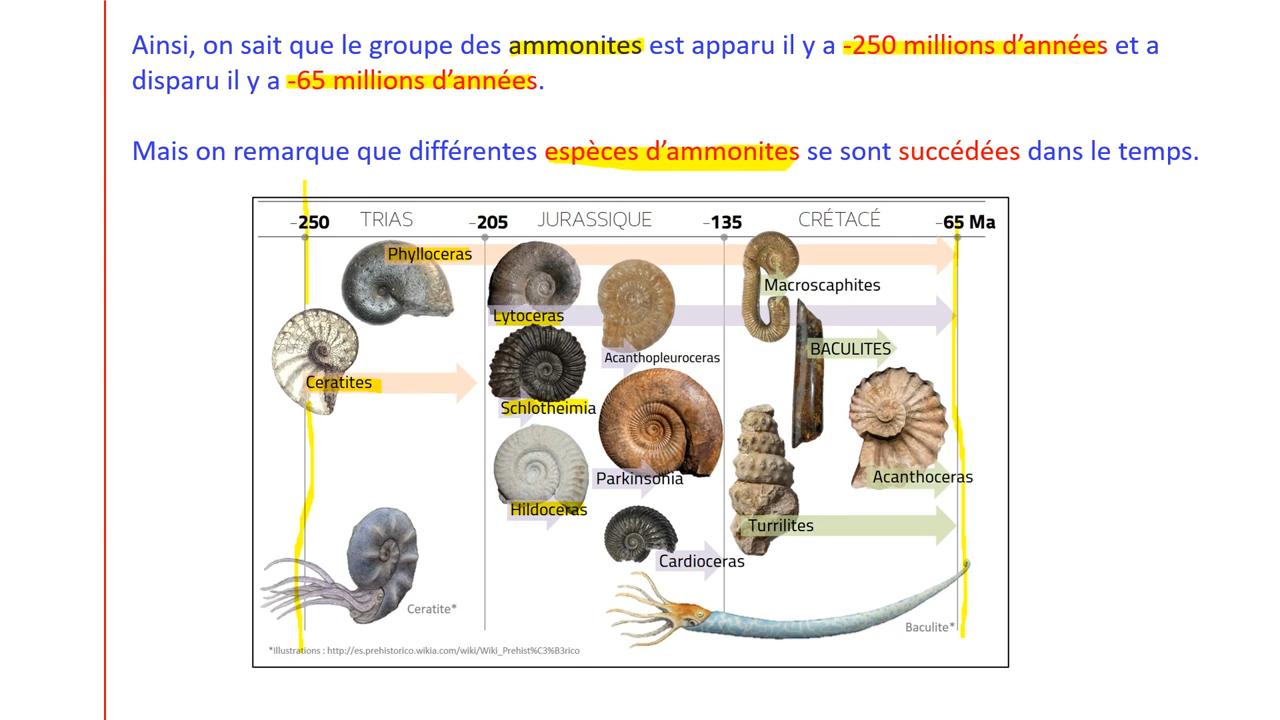 Ainsi, on sait que le groupe des ammonites est apparu il y a -250 millions d’années et a
disparu il y a -65 millions d’années.
Mais on remarque que différentes espèces d’ammonites se sont succédées dans le temps.
-250 TRIAS -205 JURASSIQUE -135 CRÉTACÉ -65 Ma
Phylloceras
Macroscaphites
Lytoceras
BACULITES
Acanthopleuroceras
Ceratites
Schlotheimia
Acanthoceras
Parkinsonia
Hildoceras
Turrilites
Cardioceras
Ceratite*
Baculite*
*Illustrations : http://es.prehistorico.wikia.com/wiki/Wiki_Prehist%C3%B3rico